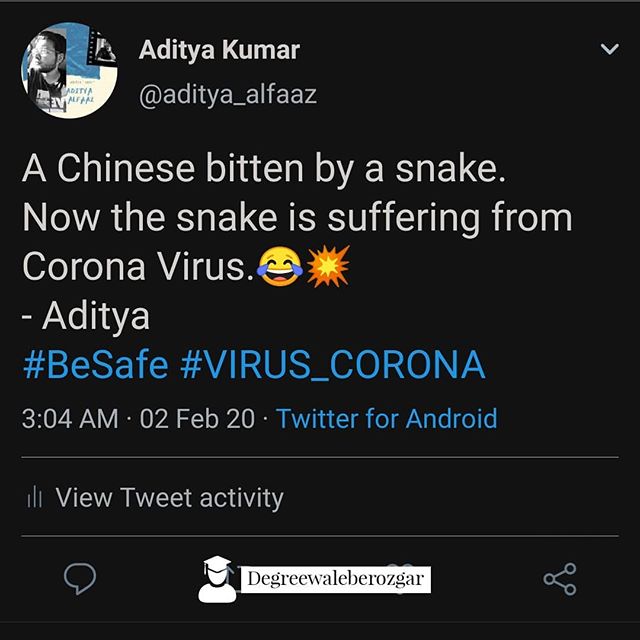 Aditya Kumar
@aditya_alfaaz
A Chinese bitten by a snake.
Now the snake is suffering from
Corona Virus.😂💥
- Aditya
#BeSafe #VIRUS_CORONA
3:04 AM · 02 Feb 20 · Twitter for Android
View Tweet activity
Degreewaleberozgar
ADITYA
ALFAAZ